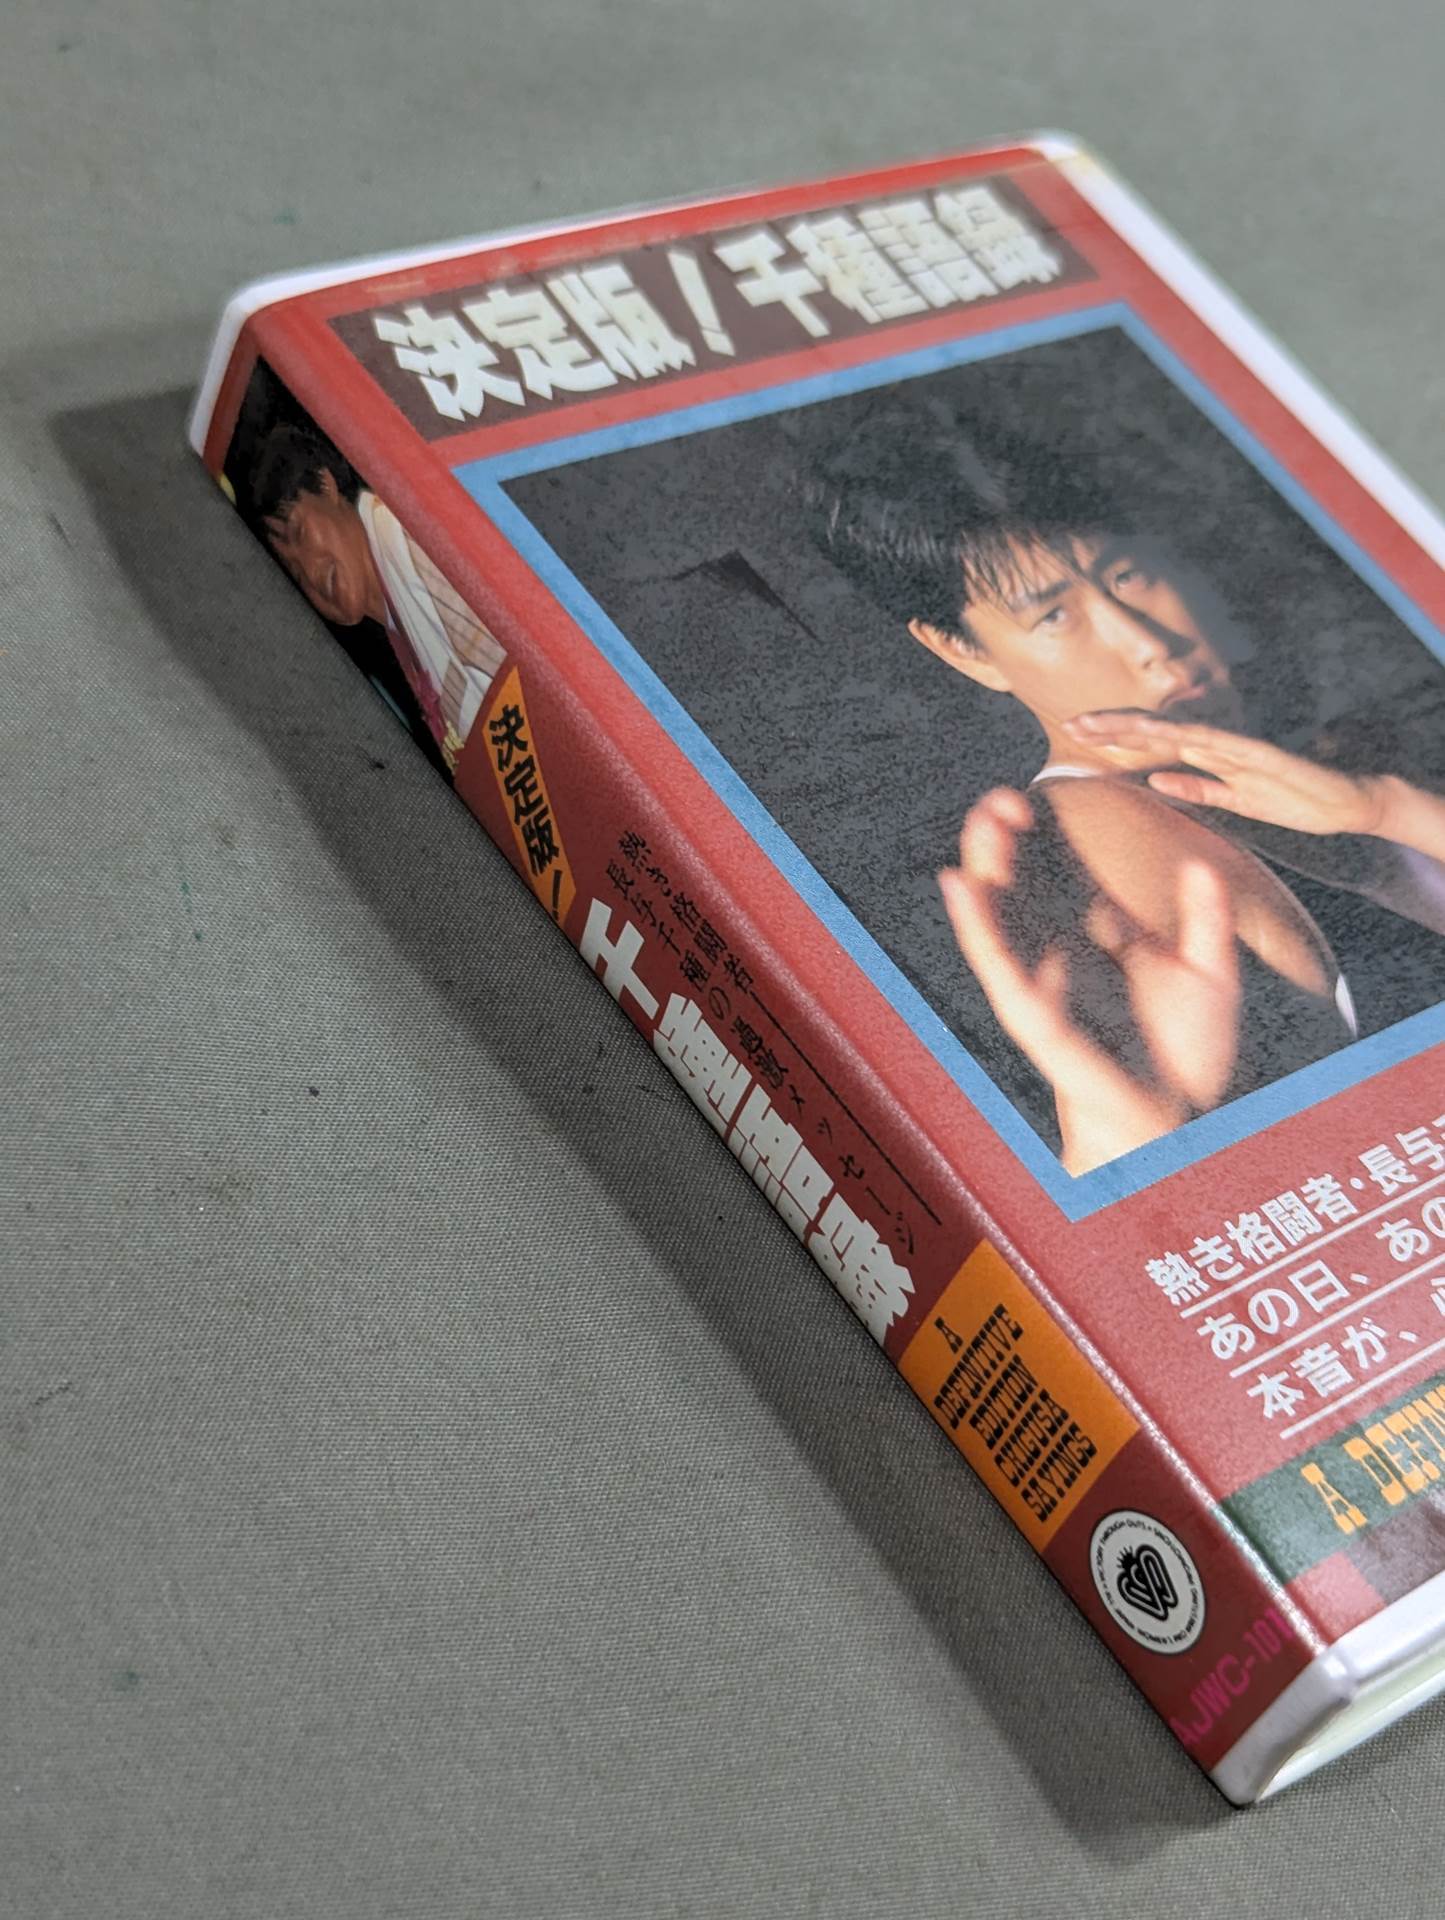 決定版！千種語録
熱き格闘者・長与
あの日、あの
本音が、
A DEFIN
決定版！
熱き格闘者
長与千種の過激メッセージ
千種語録
A
DEFINITIVE
EDITION
CHIGUSA
SAYINGS
AJWC-101